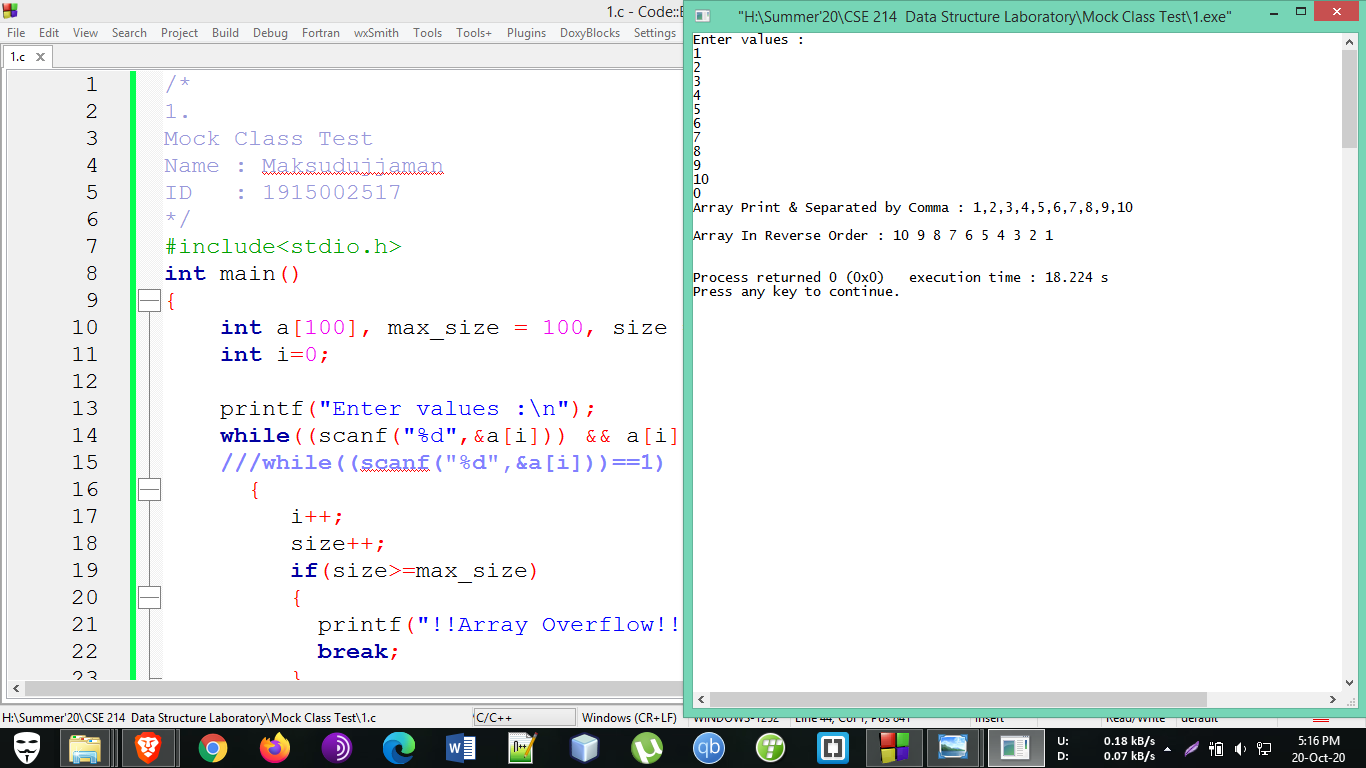 1.c - Code::B
File Edit View Search Project Build Debug Fortran wxSmith Tools Tools+ Plugins DoxyBlocks Settings
1.c
1 /*
2 1.
3 Mock Class Test
4 Name : Maksudujjaman
5 ID   : 1915002517
6 */
7 #include<stdio.h>
8 int main()
9 {
10 int a[100], max_size = 100, size
11 int i=0;
12
13 printf("Enter values :\n");
14 while((scanf("%d",&a[i])) && a[i]
15 ///while((scanf("%d",&a[i]))==1)
16 {
17 i++;
18 size++;
19 if(size>=max_size)
20 {
21 printf("!!Array Overflow!!
22 break;
23 }
H:\Summer'20\CSE 214  Data Structure Laboratory\Mock Class Test\1.c C/C++ Windows (CR+LF) WINDOWS-1252 Line 44, Col 1, Pos 841 Insert Read/Write default
"H:\Summer'20\CSE 214  Data Structure Laboratory\Mock Class Test\1.exe"
Enter values :
1
2
3
4
5
6
7
8
9
10
0
Array Print & Separated by Comma : 1,2,3,4,5,6,7,8,9,10
Array In Reverse Order : 10 9 8 7 6 5 4 3 2 1
Process returned 0 (0x0)   execution time : 18.224 s
Press any key to continue.
U: 0.18 kB/s
D: 0.07 kB/s
5:16 PM
20-Oct-20